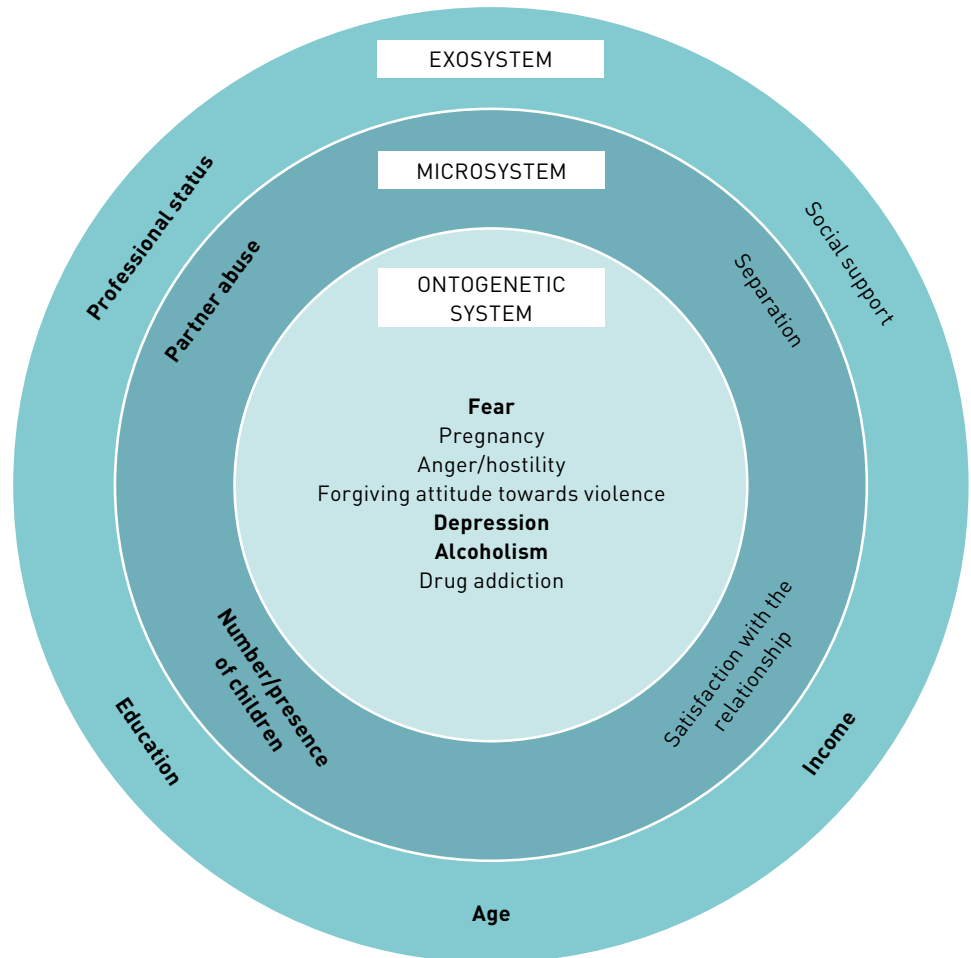 EXOSYSTEM
MICROSYSTEM
ONTOGENETIC
SYSTEM
Professional status
Partner abuse
Separation
Social support
Fear
Pregnancy
Anger/hostility
Forgiving attitude towards violence
Depression
Alcoholism
Drug addiction
Education
Number/presence
of children
Satisfaction with the
relationship
Income
Age